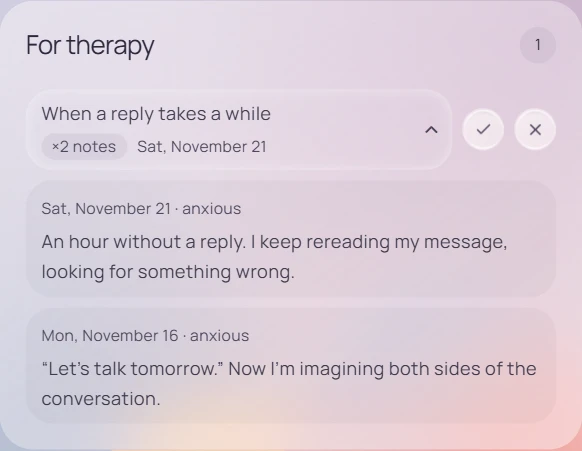 For therapy
1
When a reply takes a while
×2 notes Sat, November 21
Sat, November 21 · anxious
An hour without a reply. I keep rereading my message,
looking for something wrong.
Mon, November 16 · anxious
“Let’s talk tomorrow.” Now I’m imagining both sides of the
conversation.